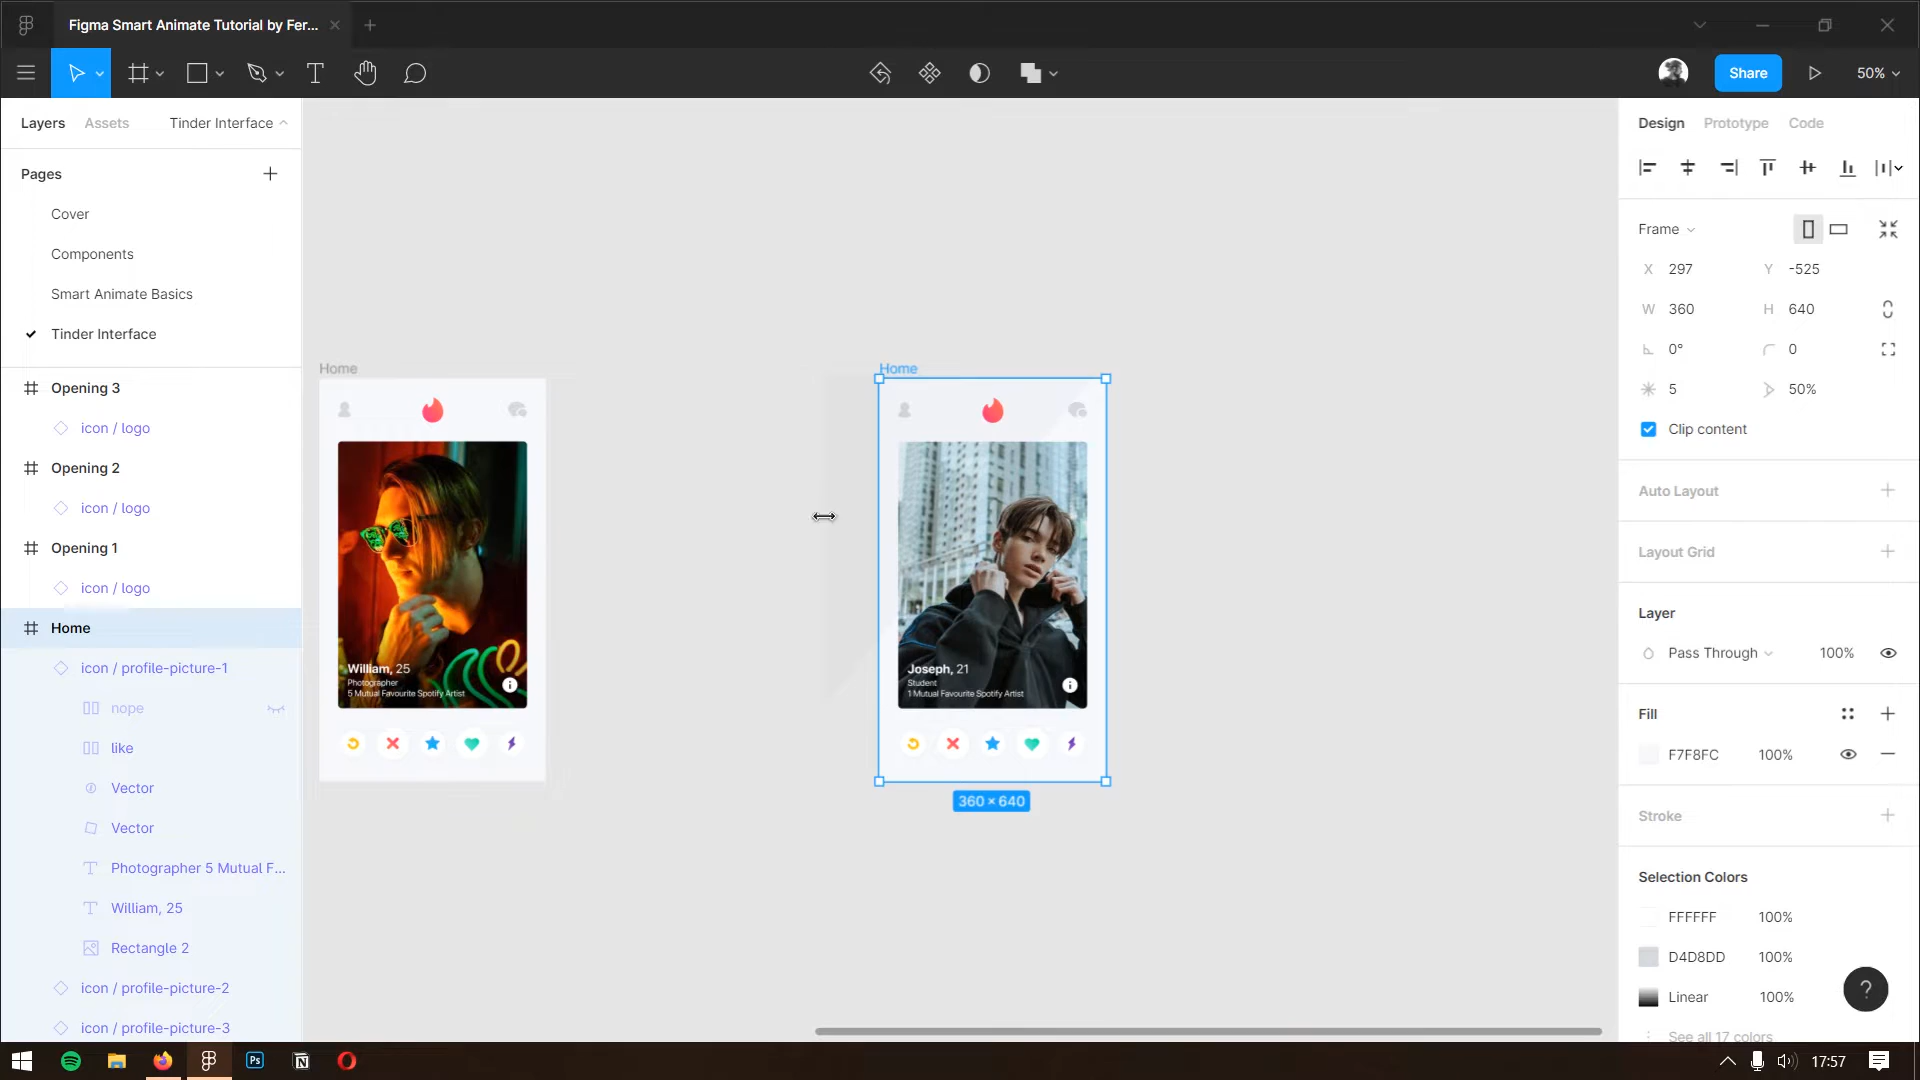 Figma Smart Animate Tutorial by Fer...
Share
50%
Layers
Assets
Tinder Interface
Pages
Cover
Components
Smart Animate Basics
Tinder Interface
Opening 3
icon / logo
Opening 2
icon / logo
Opening 1
icon / logo
Home
icon / profile-picture-1
nope
like
Vector
Vector
Photographer 5 Mutual F...
William, 25
Rectangle 2
icon / profile-picture-2
icon / profile-picture-3
Home
William, 25
Photographer
5 Mutual Favourite Spotify Artist
Home
Joseph, 21
Student
1 Mutual Favourite Spotify Artist
360 × 640
Design
Prototype
Code
Frame
X 297
Y -525
W 360
H 640
0°
0
5
50%
Clip content
Auto Layout
Layout Grid
Layer
Pass Through
100%
Fill
F7F8FC
100%
Stroke
Selection Colors
FFFFFF
100%
D4D8DD
100%
Linear
100%
See all 17 colors
?
Ps
17:57